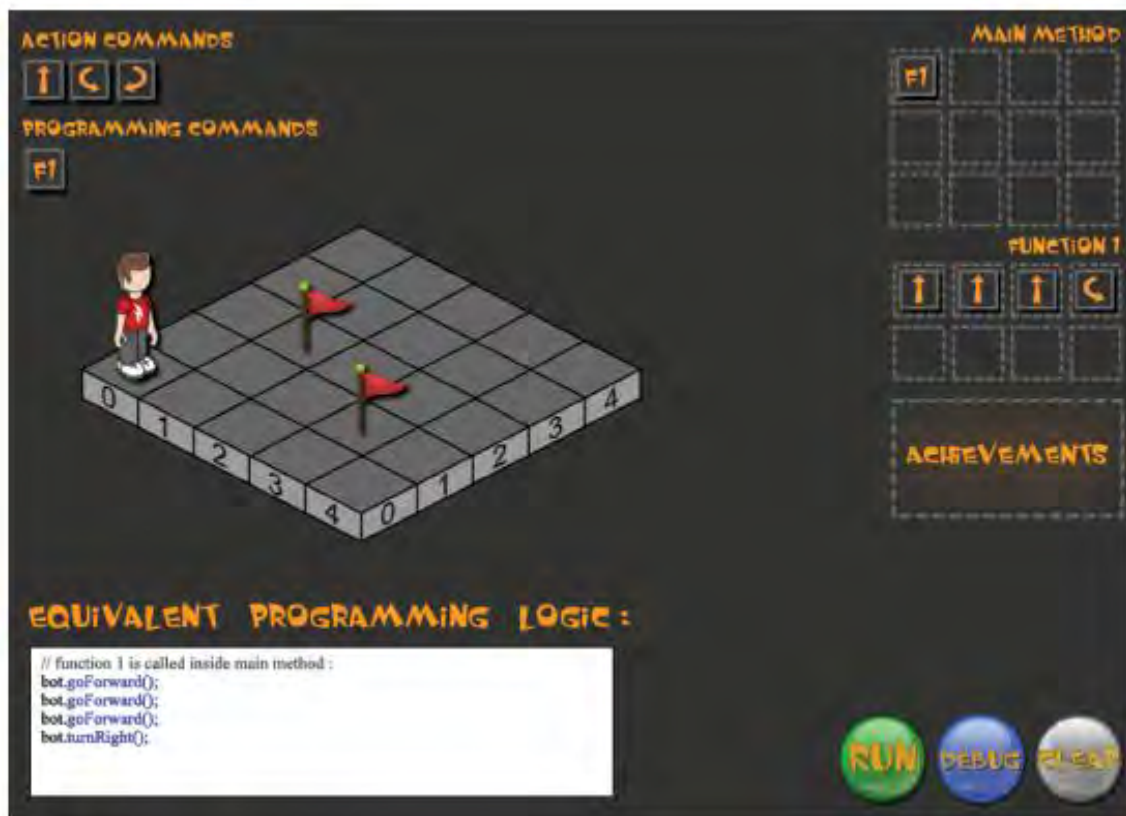 ACTION COMMANDS
PROGRAMMING COMMANDS
F1
0
1
2
3
4
0
1
2
3
4
MAIN METHOD
F1
FUNCTION 1
ACHIEVEMENTS
EQUIVALENT PROGRAMMING LOGIC :
// function 1 is called inside main method :
bot.goForward();
bot.goForward();
bot.goForward();
bot.turnRight();
RUN DEBUG CLEAR